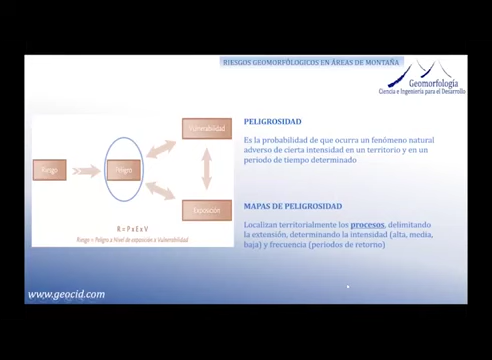 RIESGOS GEOMORFÓLOGICOS EN ÁREAS DE MONTAÑA
Geomorfología
Ciencia e Ingeniería para el Desarrollo
Vulnerabilidad
Riesgo
Peligro
Exposición
R = P x E x V
Riesgo = Peligro x Nivel de exposición x Vulnerabilidad
PELIGROSIDAD
Es la probabilidad de que ocurra un fenómeno natural
adverso de cierta intensidad en un territorio y en un
periodo de tiempo determinado
MAPAS DE PELIGROSIDAD
Localizan territorialmente los procesos, delimitando
la extensión, determinando la intensidad (alta, media,
baja) y frecuencia (periodos de retorno)
www.geocid.com